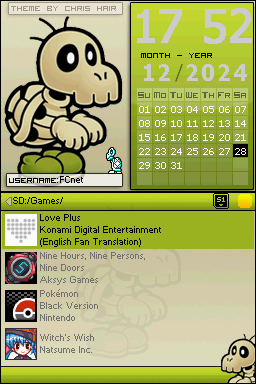 THEME BY CHRIS HAIR
17 52
MONTH - YEAR
12/2024
SU MO TU WE TH FR SA
01 02 03 04 05 06 07
08 09 10 11 12 13 14
15 16 17 18 19 20 21
22 23 24 25 26 27 28
29 30 31
USERNAME:FCnet
SD:/Games/
S1
Love Plus
Konami Digital Entertainment
(English Fan Translation)
Nine Hours, Nine Persons,
Nine Doors
Aksys Games
Pokémon
Black Version
Nintendo
Witch's Wish
Natsume Inc.